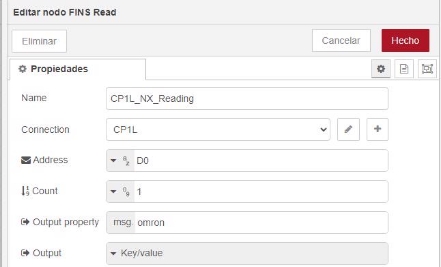 Editar nodo FINS Read
Eliminar
Cancelar
Hecho
Propiedades
Name
CP1L_NX_Reading
Connection
CP1L
Address
D0
Count
1
Output property
msg. omron
Output
Key/value